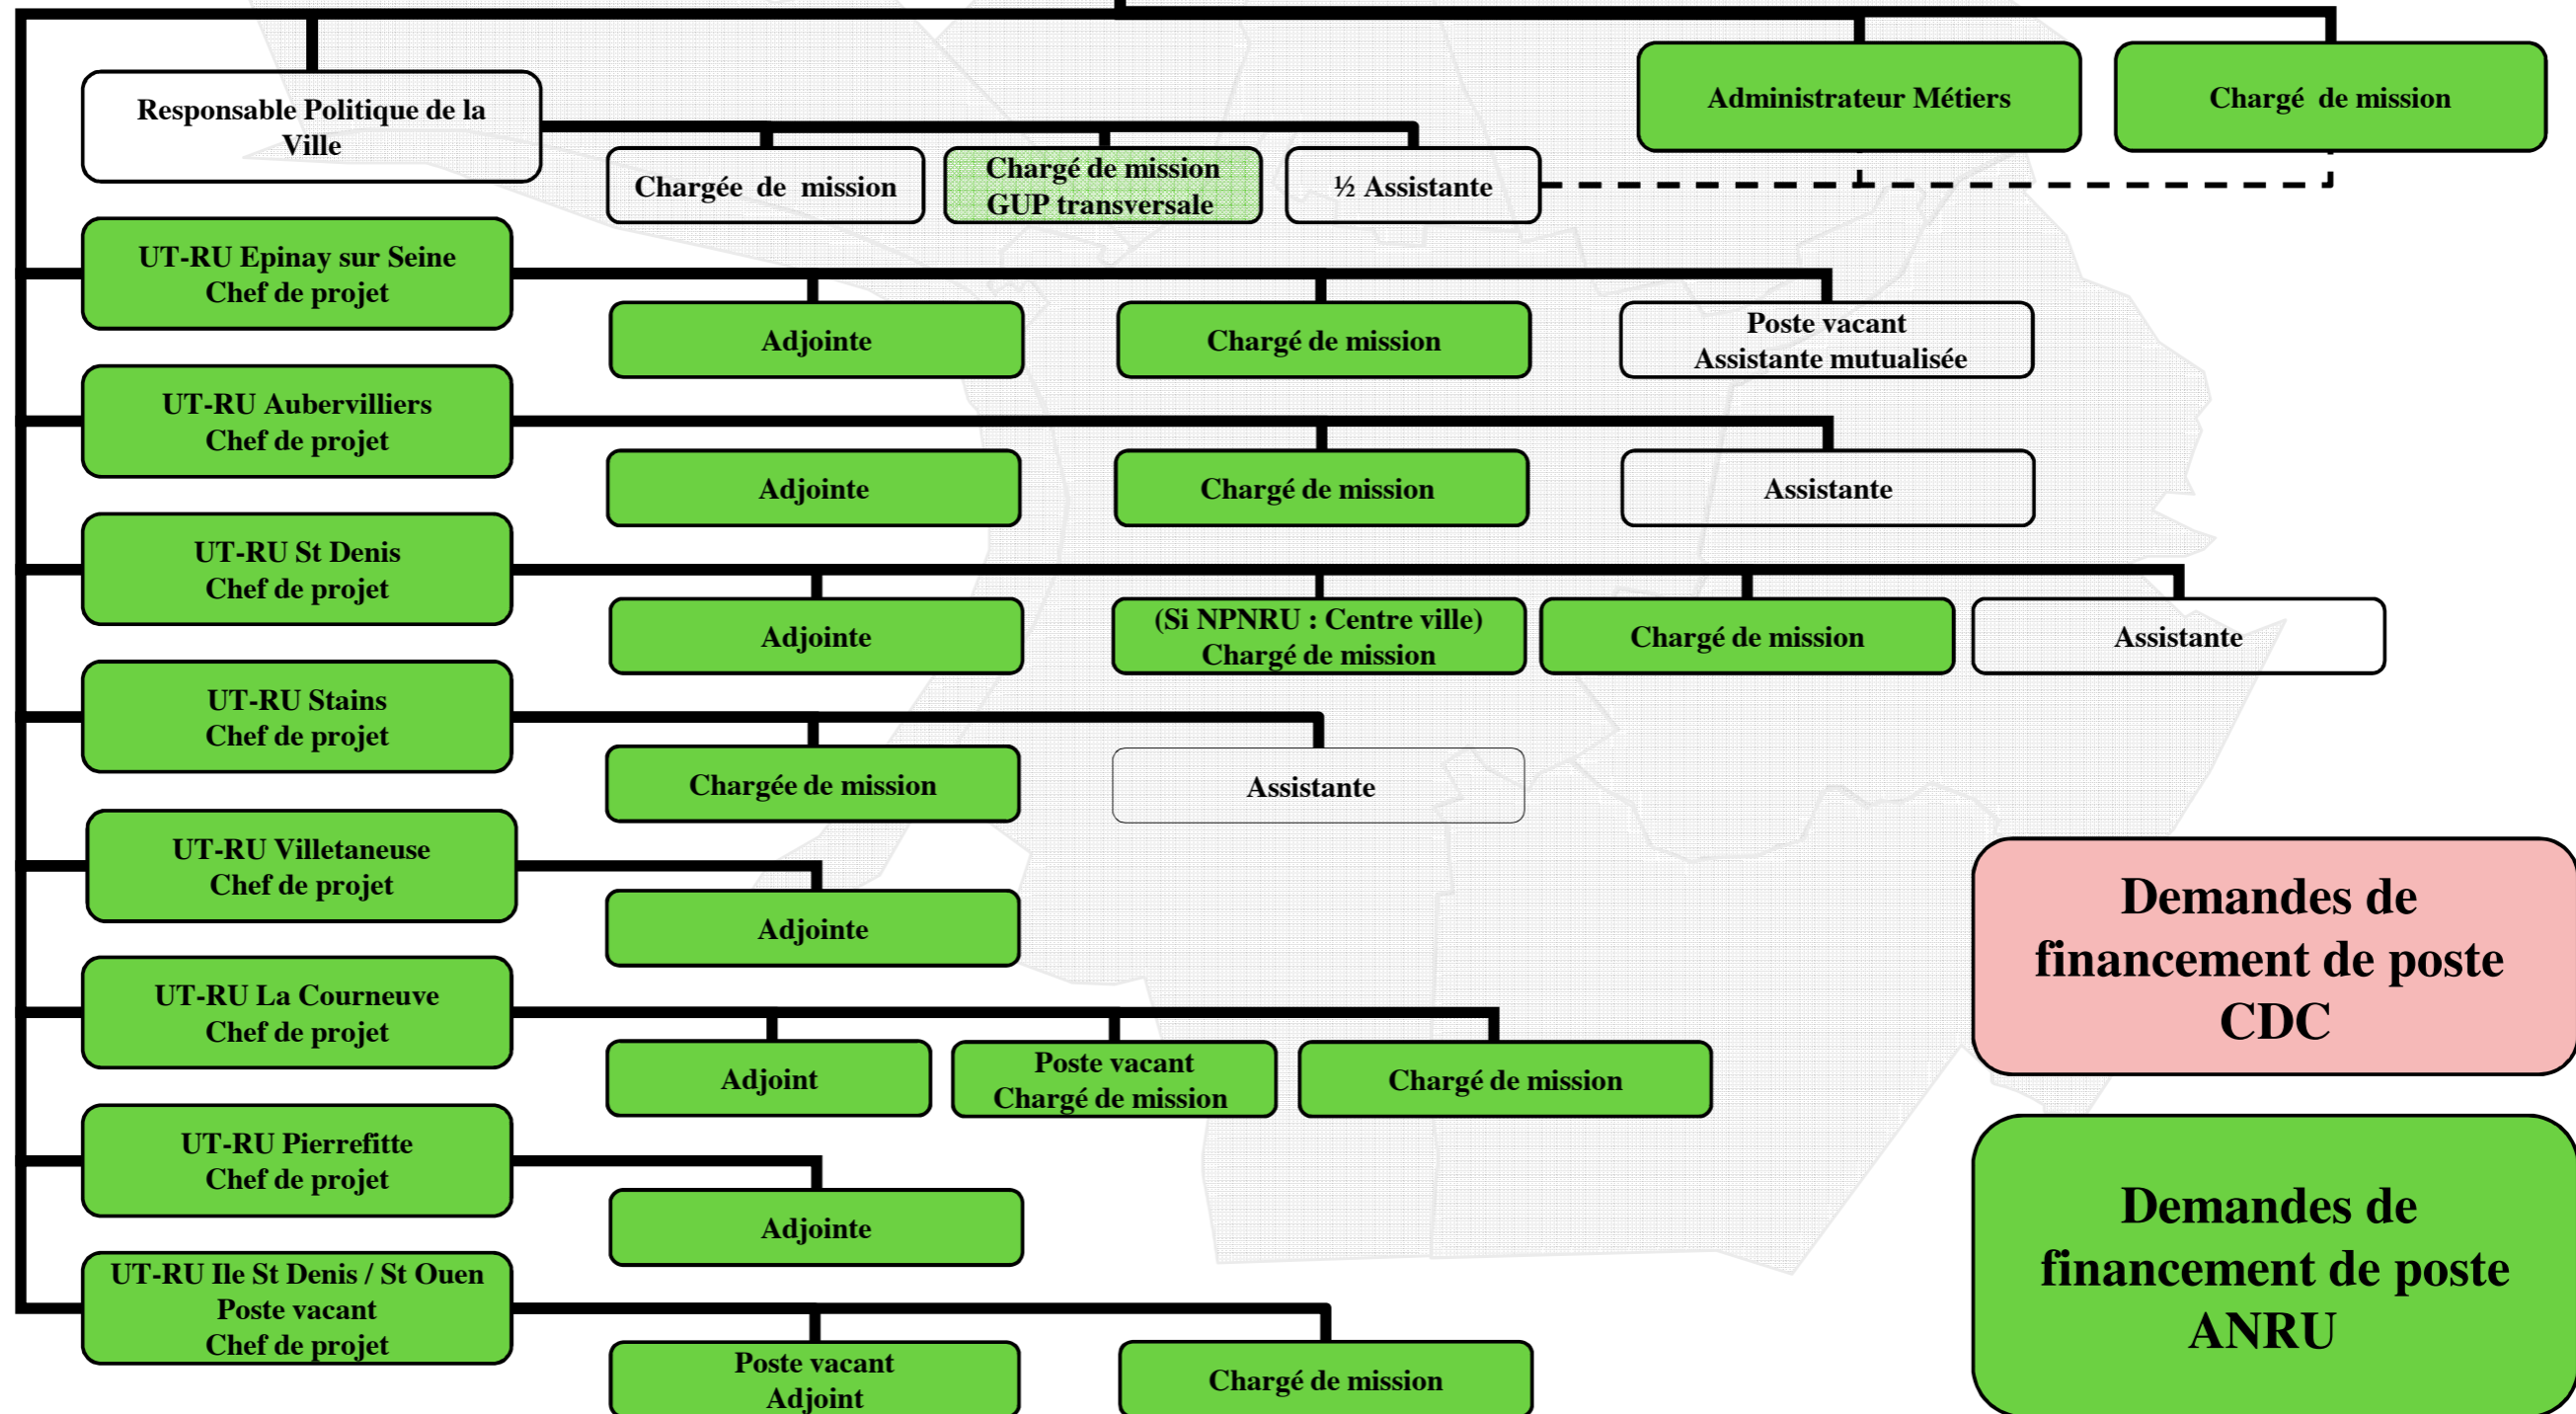 Responsable Politique de la
Ville
Administrateur Métiers
Chargé de mission
Chargée de mission
Chargé de mission
GUP transversale
½ Assistante
UT-RU Epinay sur Seine
Chef de projet
Adjointe
Chargé de mission
Poste vacant
Assistante mutualisée
UT-RU Aubervilliers
Chef de projet
Adjointe
Chargé de mission
Assistante
UT-RU St Denis
Chef de projet
Adjointe
(Si NPNRU : Centre ville)
Chargé de mission
Chargé de mission
Assistante
UT-RU Stains
Chef de projet
Chargée de mission
Assistante
UT-RU Villetaneuse
Chef de projet
Adjointe
UT-RU La Courneuve
Chef de projet
Adjoint
Poste vacant
Chargé de mission
Chargé de mission
UT-RU Pierrefitte
Chef de projet
Adjointe
UT-RU Ile St Denis / St Ouen
Poste vacant
Chef de projet
Poste vacant
Adjoint
Chargé de mission
Demandes de
financement de poste
CDC
Demandes de
financement de poste
ANRU